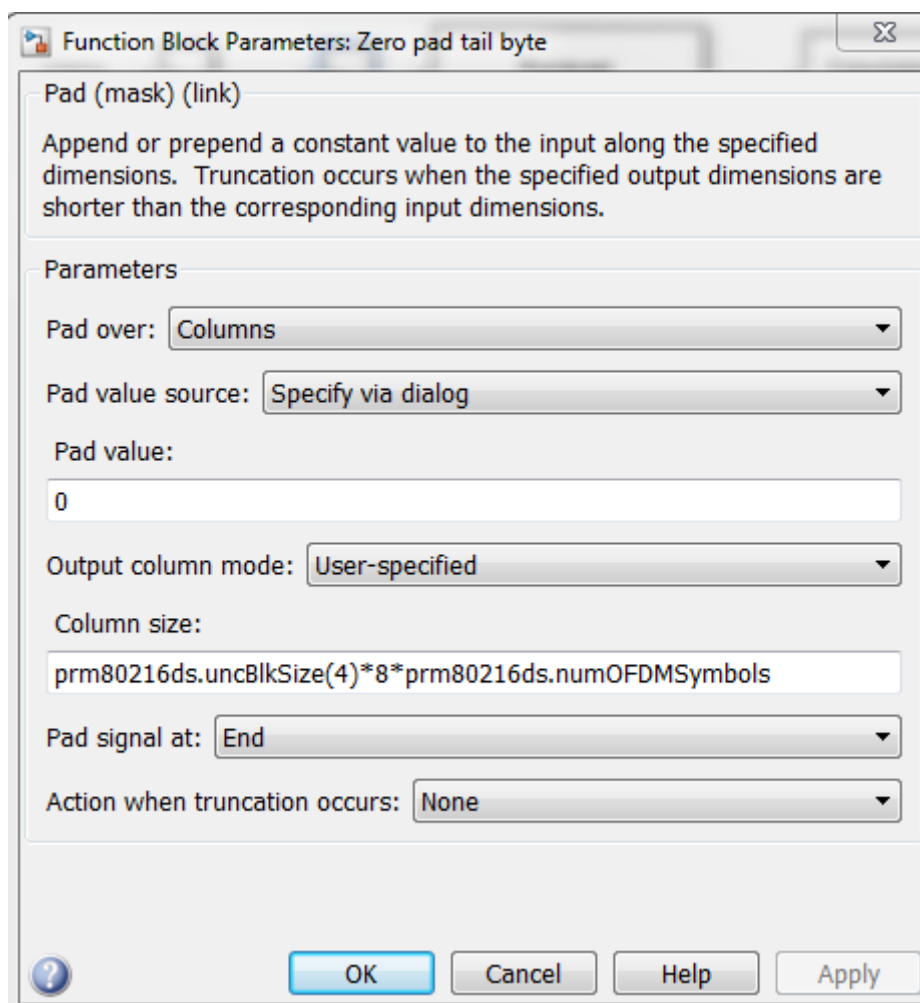 Function Block Parameters: Zero pad tail byte
Pad (mask) (link)
Append or prepend a constant value to the input along the specified
dimensions.  Truncation occurs when the specified output dimensions are
shorter than the corresponding input dimensions.
Parameters
Pad over: Columns
Pad value source: Specify via dialog
Pad value:
0
Output column mode: User-specified
Column size:
prm80216ds.uncBlkSize(4)*8*prm80216ds.numOFDMSymbols
Pad signal at: End
Action when truncation occurs: None
? OK Cancel Help Apply